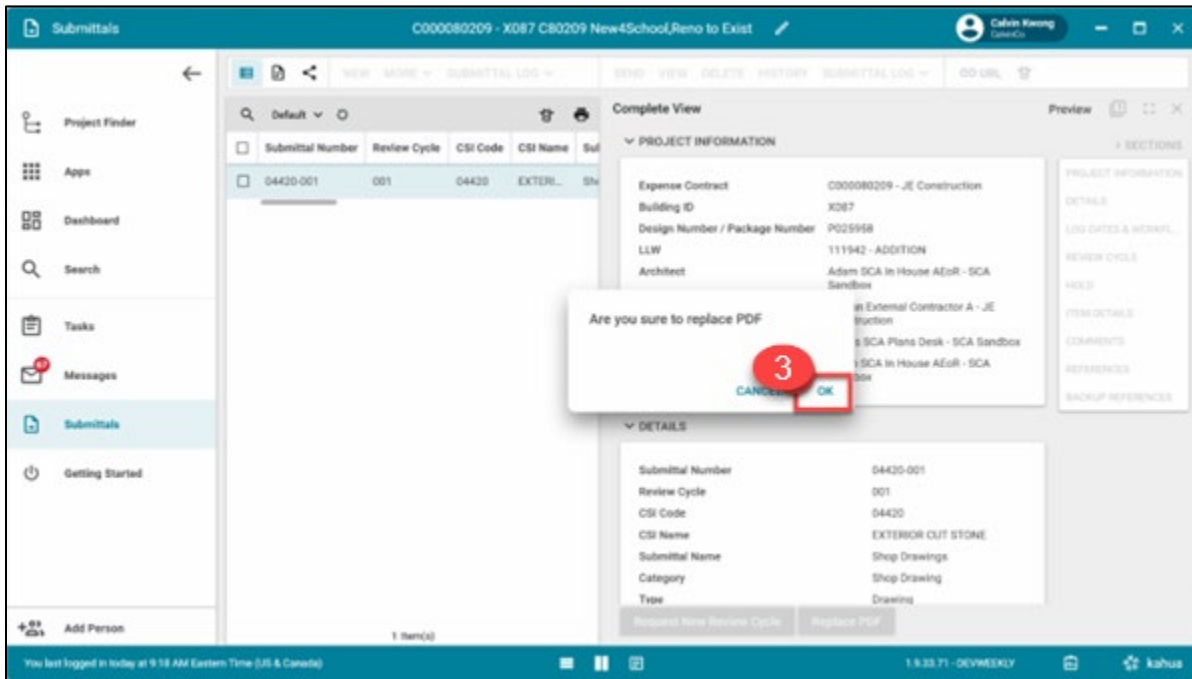 Submittals
C000080209 - X087 C80209 New4School,Reno to Exist
Calvin Kwong
CalvinCo
NEW MORE SUBMITTAL LOG
SEND VIEW DELETE HISTORY SUBMITTAL LOG GO URL
Project Finder
Apps
Dashboard
Search
Tasks
67
Messages
Submittals
Getting Started
Add Person
Default
Submittal Number Review Cycle CSI Code CSI Name Sul
04420-001 001 04420 EXTERI... Sho
1 Item(s)
Complete View
Preview
PROJECT INFORMATION
Expense Contract C000080209 - JE Construction
Building ID X087
Design Number / Package Number P025958
LLW 111942 - ADDITION
Architect Adam SCA In House AEoR - SCA
Sandbox
External Contractor A - JE
SCA Plans Desk - SCA Sandbox
SCA In House AEoR - SCA
SECTIONS
PROJECT INFORMATION
DETAILS
LOG DATES & WORKFL...
REVIEW CYCLE
HOLD
ITEM DETAILS
COMMENTS
REFERENCES
BACKUP REFERENCES
Are you sure to replace PDF
3
CANCEL OK
DETAILS
Submittal Number 04420-001
Review Cycle 001
CSI Code 04420
CSI Name EXTERIOR CUT STONE
Submittal Name Shop Drawings
Category Shop Drawing
Type Drawing
Request New Review Cycle Replace PDF
You last logged in today at 9:18 AM Eastern Time (US & Canada)
1.9.33.71 - DEVWEEKLY
kahua